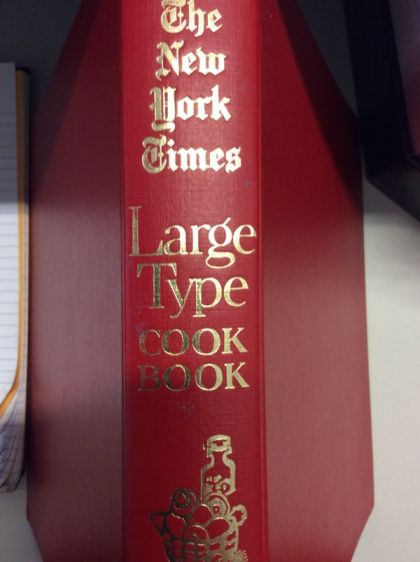 The
New
York
Times
Large
Type
COOK
BOOK